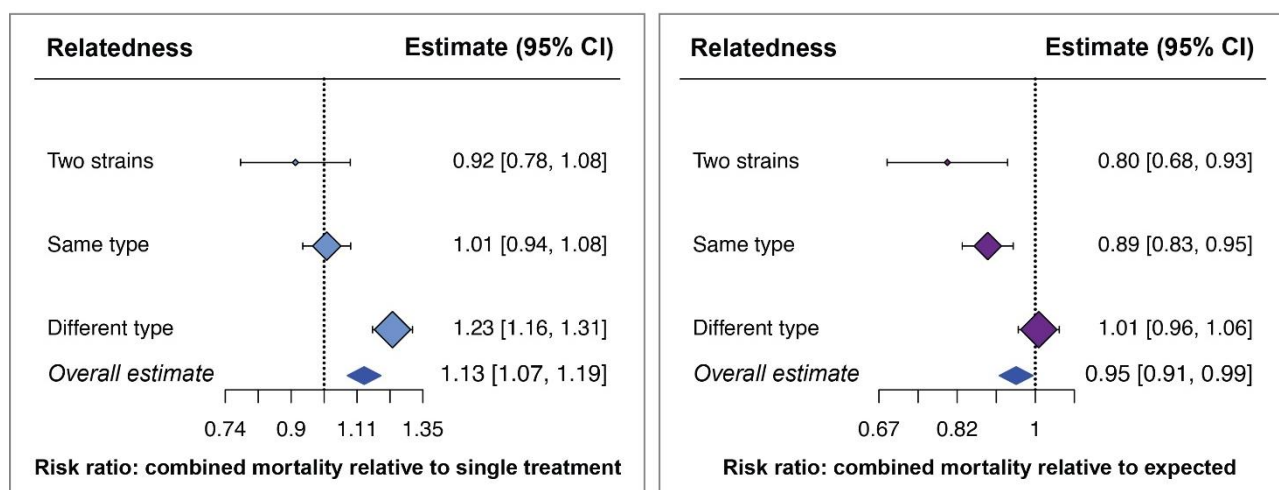 Relatedness Estimate (95% CI)
Two strains 0.92 [0.78, 1.08]
Same type 1.01 [0.94, 1.08]
Different type 1.23 [1.16, 1.31]
Overall estimate 1.13 [1.07, 1.19]
0.74 0.9 1.11 1.35
Risk ratio: combined mortality relative to single treatment
Relatedness Estimate (95% CI)
Two strains 0.80 [0.68, 0.93]
Same type 0.89 [0.83, 0.95]
Different type 1.01 [0.96, 1.06]
Overall estimate 0.95 [0.91, 0.99]
0.67 0.82 1
Risk ratio: combined mortality relative to expected